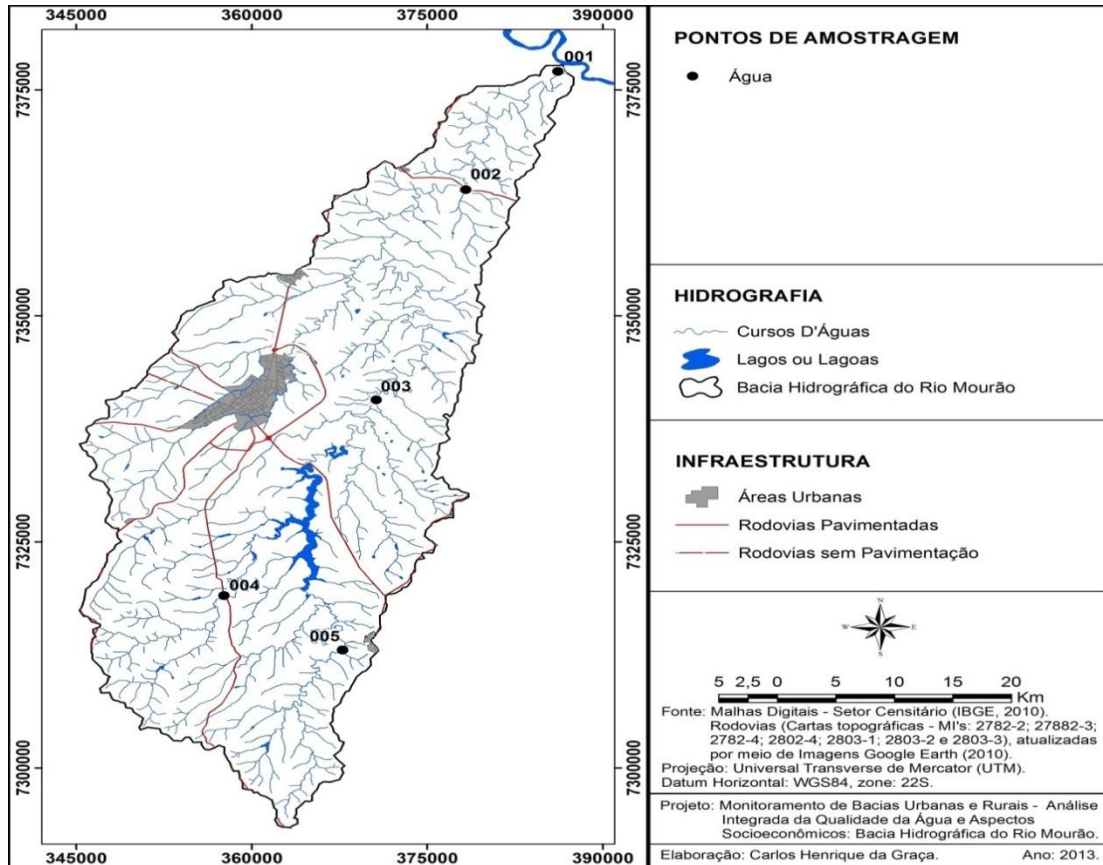 345000 360000 375000 390000
7375000
7350000
7325000
7300000
001
002
003
004
005
7375000
7350000
7325000
7300000
345000 360000 375000 390000
PONTOS DE AMOSTRAGEM
Água
HIDROGRAFIA
Cursos D'Águas
Lagos ou Lagoas
Bacia Hidrográfica do Rio Mourão
INFRAESTRUTURA
Áreas Urbanas
Rodovias Pavimentadas
Rodovias sem Pavimentação
N
W E
S
5 2,5 0 5 10 15 20
Km
Fonte: Malhas Digitais - Setor Censitário (IBGE, 2010).
Rodovias (Cartas topográficas - MI's: 2782-2; 27882-3;
2782-4; 2802-4; 2803-1; 2803-2 e 2803-3), atualizadas
por meio de Imagens Google Earth (2010).
Projeção: Universal Transverse de Mercator (UTM).
Datum Horizontal: WGS84, zone: 22S.
Projeto: Monitoramento de Bacias Urbanas e Rurais - Análise
Integrada da Qualidade da Água e Aspectos
Socioeconômicos: Bacia Hidrográfica do Rio Mourão.
Elaboração: Carlos Henrique da Graça. Ano: 2013.